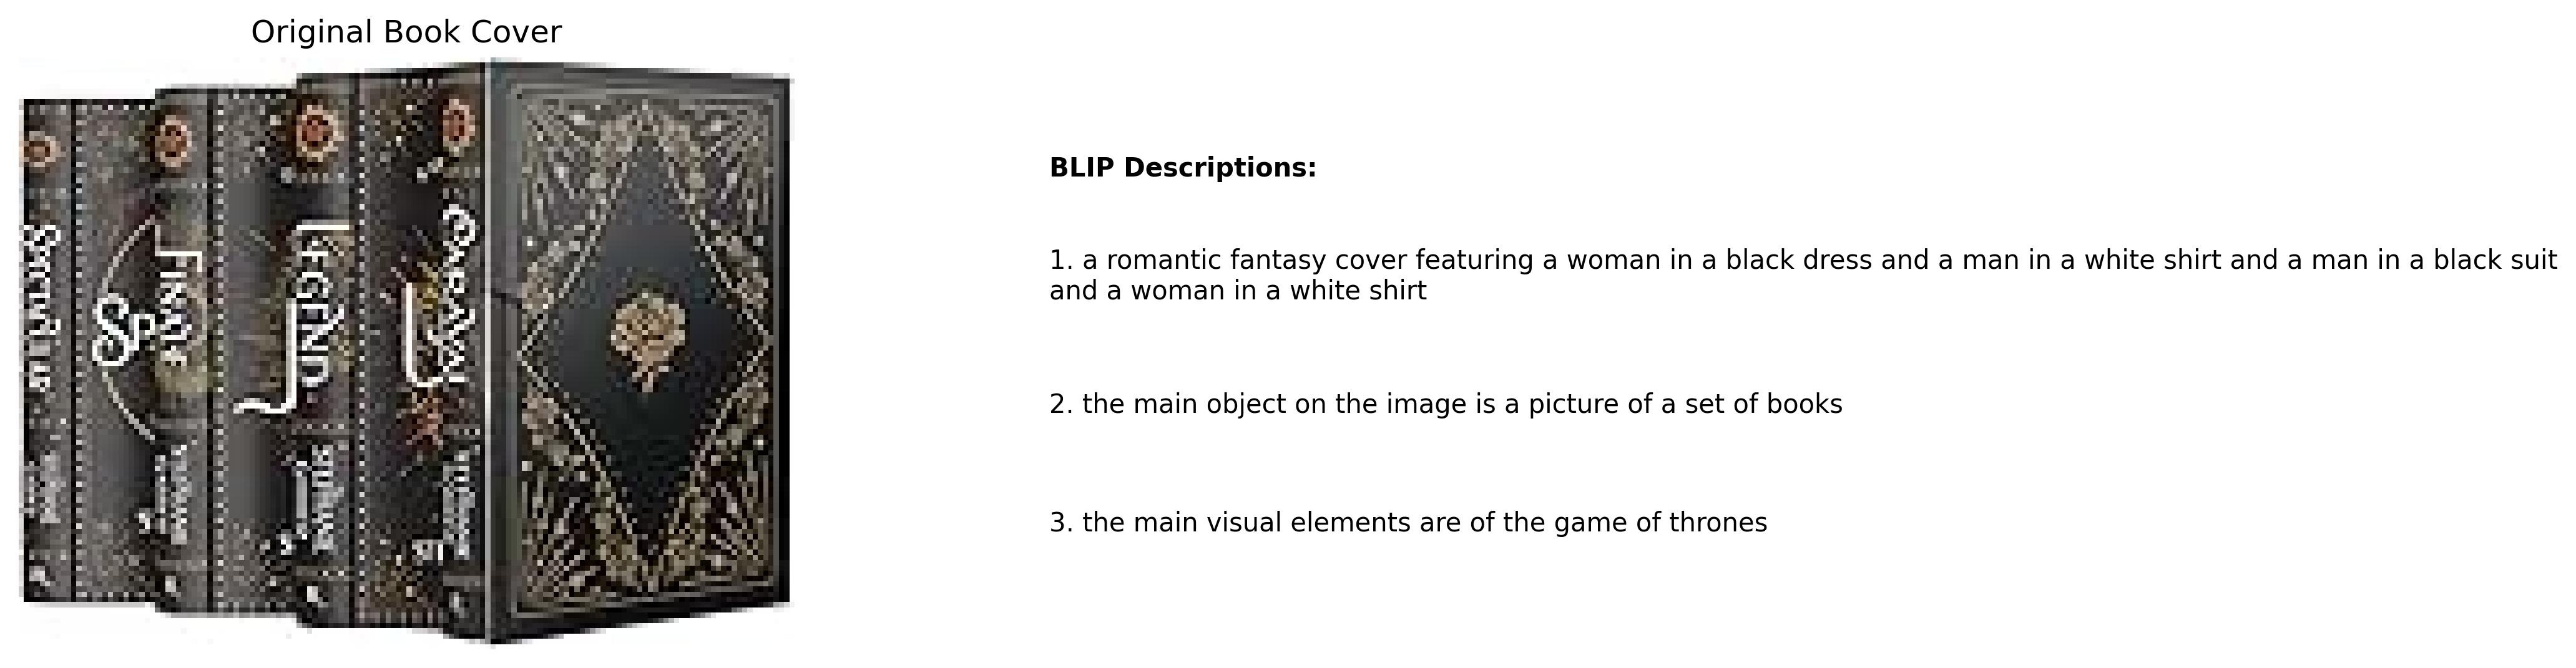 Original Book Cover
Finale
LEGEND
CARAVAL
BLIP Descriptions:
1. a romantic fantasy cover featuring a woman in a black dress and a man in a white shirt and a man in a black suit
and a woman in a white shirt
2. the main object on the image is a picture of a set of books
3. the main visual elements are of the game of thrones